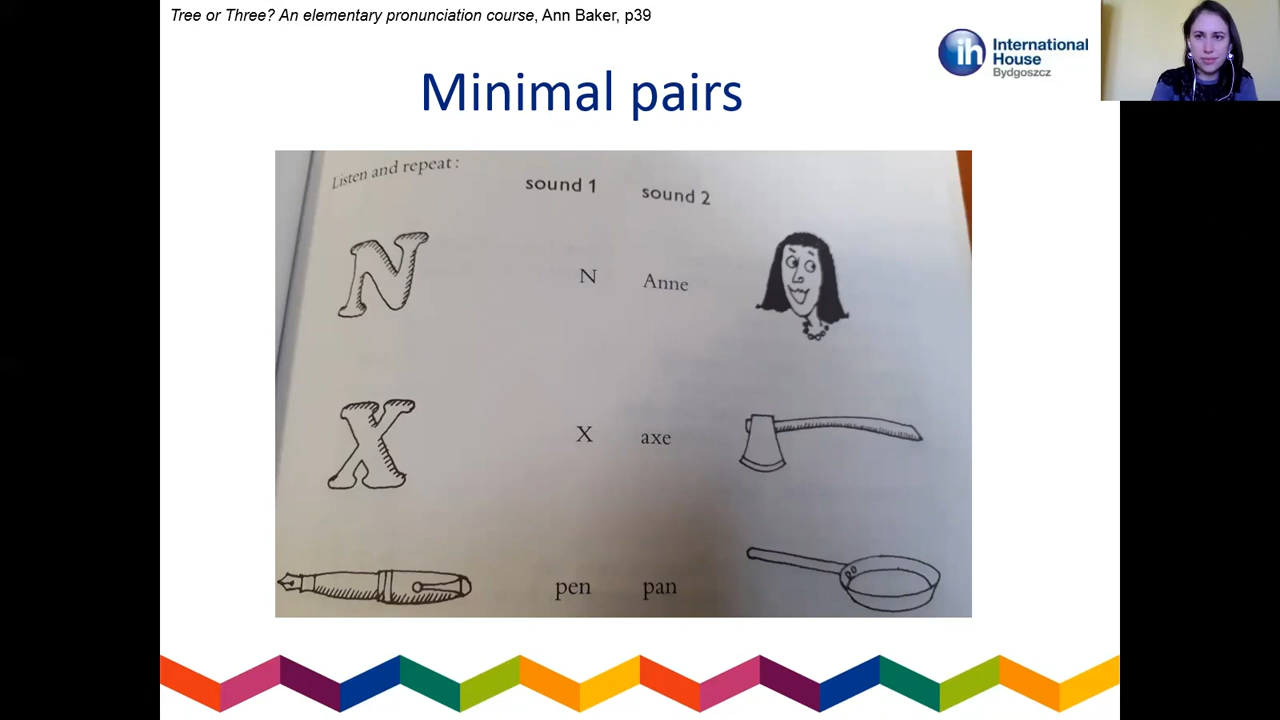 Tree or Three? An elementary pronunciation course, Ann Baker, p39
ih International
House
Bydgoszcz
Minimal pairs
Listen and repeat:
sound 1 sound 2
N
N Anne
X
X axe
pen pan